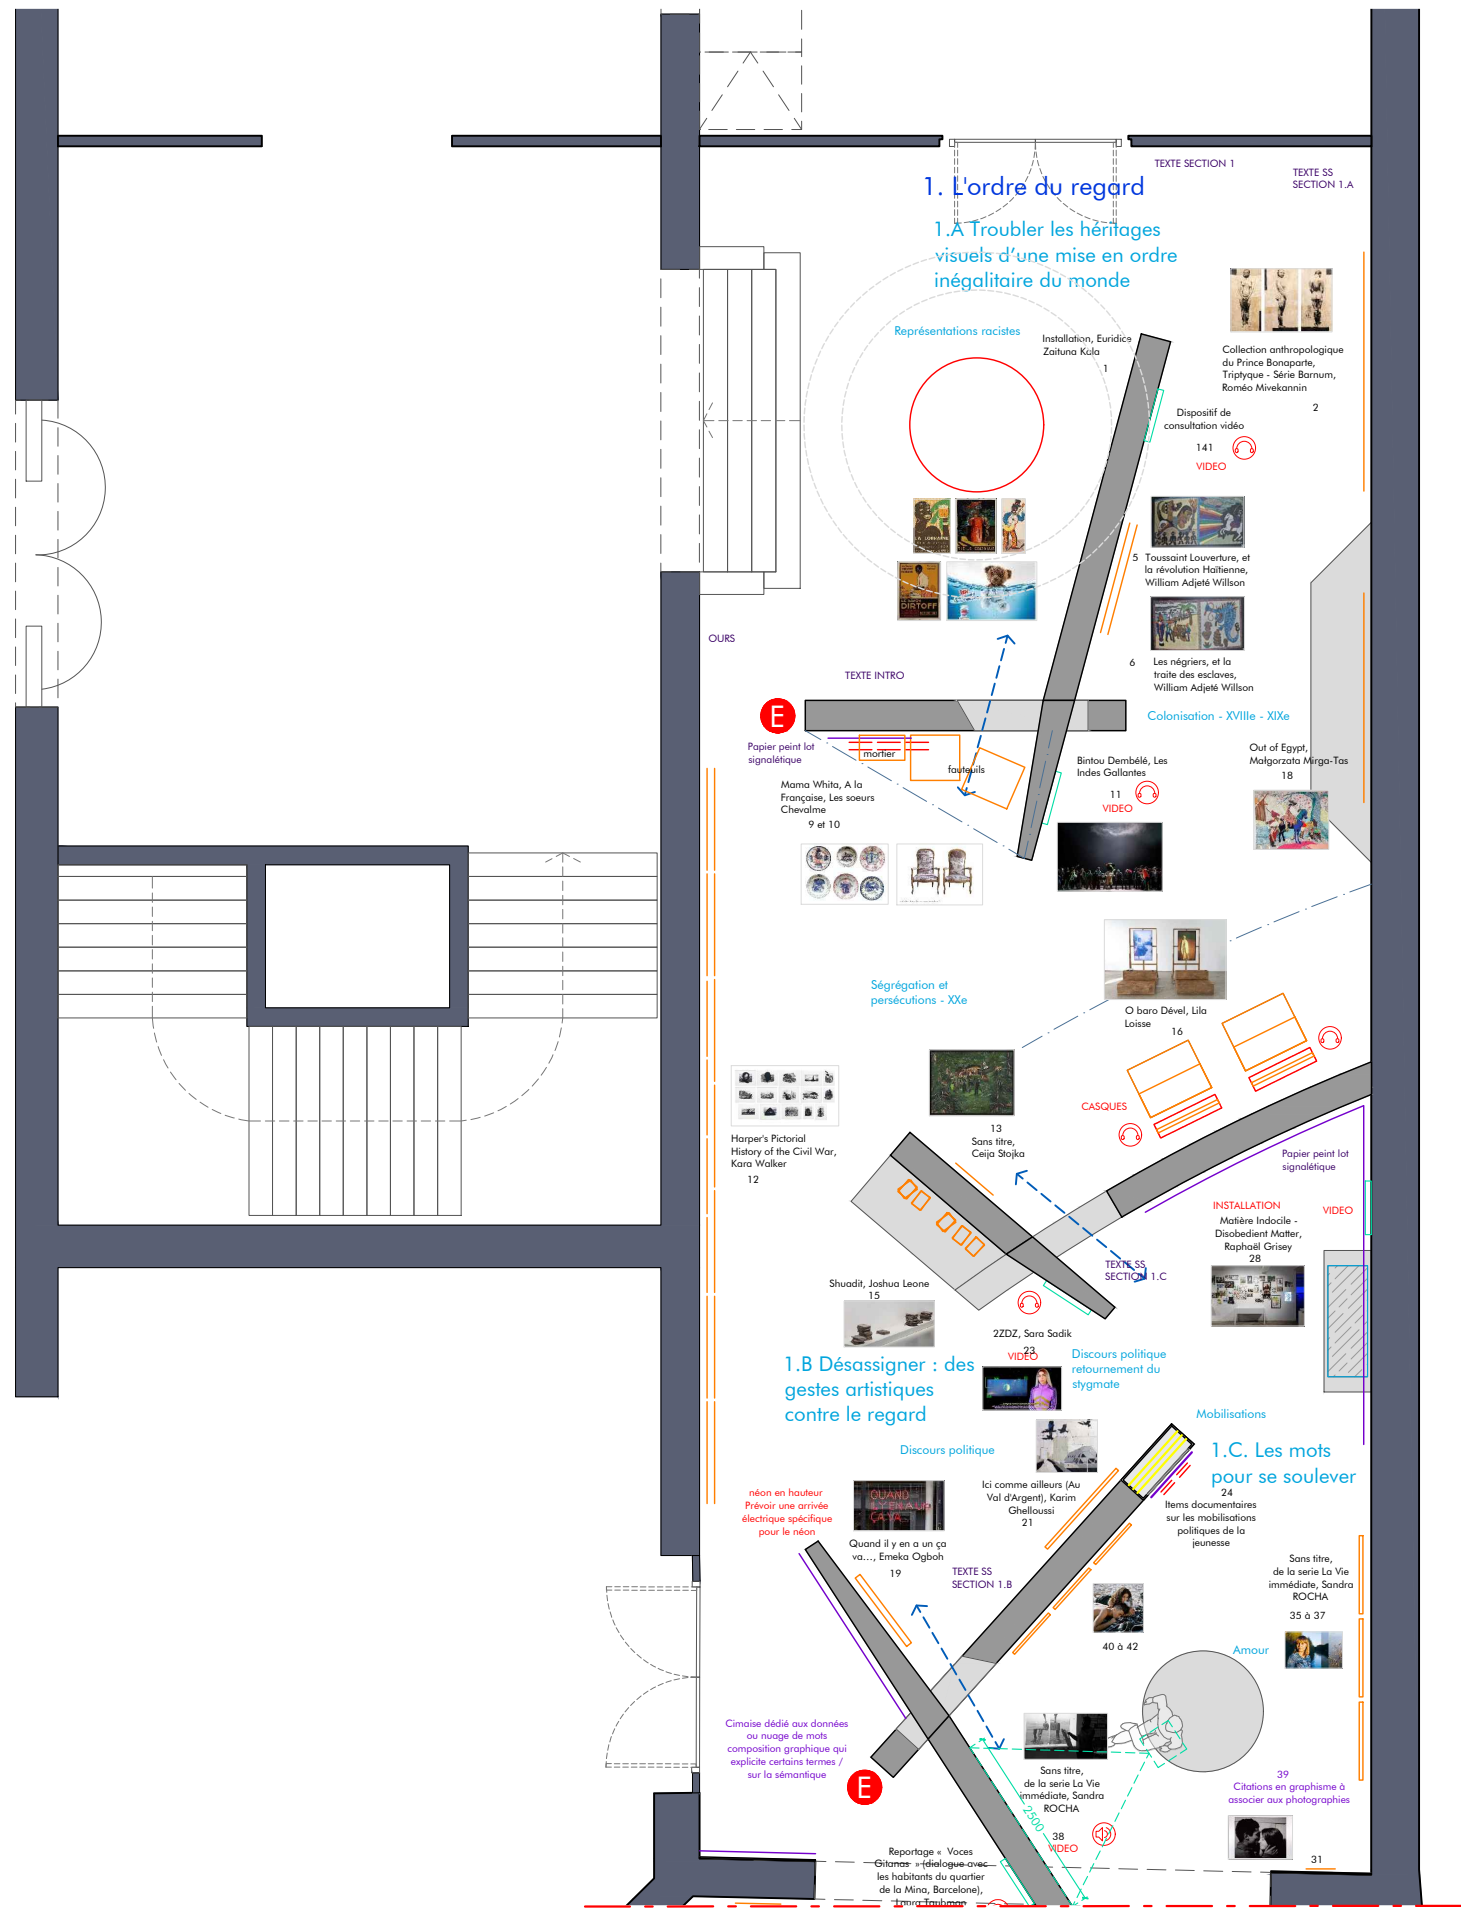 TEXTE SECTION 1
TEXTE SS
SECTION 1.A
1. L'ordre du regard
1.A Troubler les héritages
visuels d’une mise en ordre
inégalitaire du monde
Représentations racistes
Installation, Euridice
Zaituna Kala
1
Collection anthropologique
du Prince Bonaparte,
Triptyque - Série Barnum,
Roméo Mivekannin
2
Dispositif de
consultation vidéo
141
VIDEO
5 Toussaint Louverture, et
la révolution Haïtienne,
William Adjeté Willson
DIRTOFF
OURS
TEXTE INTRO
6 Les négriers, et la
traite des esclaves,
William Adjeté Willson
E
Colonisation - XVIIIe - XIXe
Papier peint lot
signalétique
mortier
fauteuils
Mama Whita, A la
Française, Les soeurs
Chevalme
9 et 10
Bintou Dembélé, Les
Indes Gallantes
11
VIDEO
Out of Egypt,
Małgorzata Mirga-Tas
18
Ségrégation et
persécutions - XXe
O baro Dével, Lila
Loisse
16
CASQUES
13
Sans titre,
Ceija Stojka
Harper's Pictorial
History of the Civil War,
Kara Walker
12
Papier peint lot
signalétique
INSTALLATION
VIDEO
Matière Indocile -
Disobedient Matter,
Raphaël Grisey
28
TEXTE SS
SECTION 1.C
Shuadit, Joshua Leone
15
2ZDZ, Sara Sadik
23
VIDEO
Discours politique
retournement du
stygmate
1.B Désassigner : des
gestes artistiques
contre le regard
Mobilisations
1.C. Les mots
pour se soulever
Discours politique
24
Items documentaires
sur les mobilisations
politiques de la
jeunesse
Ici comme ailleurs (Au
Val d'Argent), Karim
Ghelloussi
21
néon en hauteur
Prévoir une arrivée
électrique spécifique
pour le néon
QUAND
IL Y EN A UN
ÇA VA
Quand il y en a un ça
va..., Emeka Ogboh
19
TEXTE SS
SECTION 1.B
Sans titre,
de la serie La Vie
immédiate, Sandra
ROCHA
35 à 37
40 à 42
Amour
Cimaise dédié aux données
ou nuage de mots
composition graphique qui
explicite certains termes /
sur la sémantique
E
Sans titre,
de la serie La Vie
immédiate, Sandra
ROCHA
38
VIDEO
2500
39
Citations en graphisme à
associer aux photographies
31
Reportage « Voces
Gitanas » (dialogue avec
les habitants du quartier
de la Mina, Barcelone),
Laura Taubman